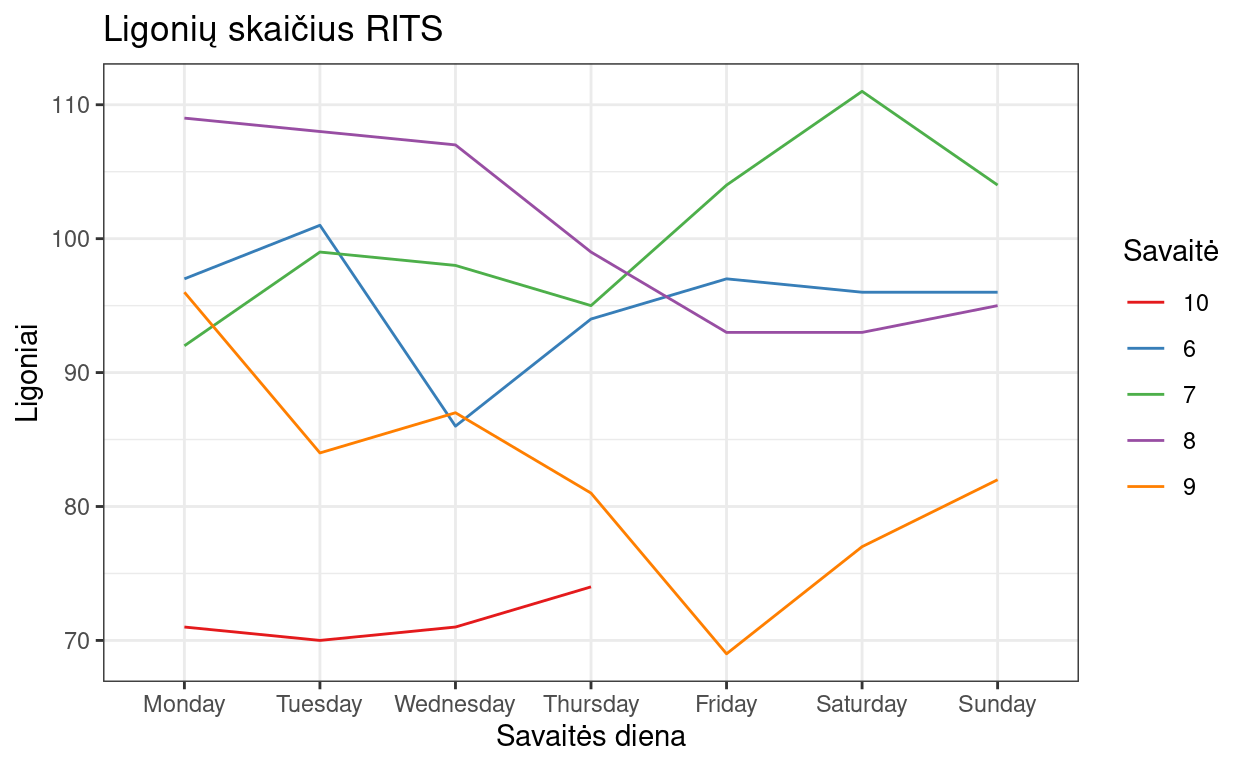 Ligonių skaičius RITS
Ligoniai
110
100
90
80
70
Monday Tuesday Wednesday Thursday Friday Saturday Sunday
Savaitės diena
Savaitė
10
6
7
8
9